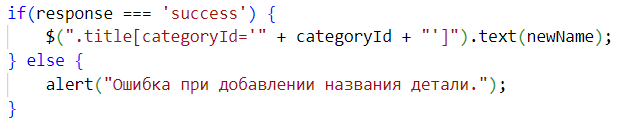 if(response === 'success') {
$(".title[categoryId='" + categoryId + "']").text(newName);
} else {
alert("Ошибка при добавлении названия детали.");
}